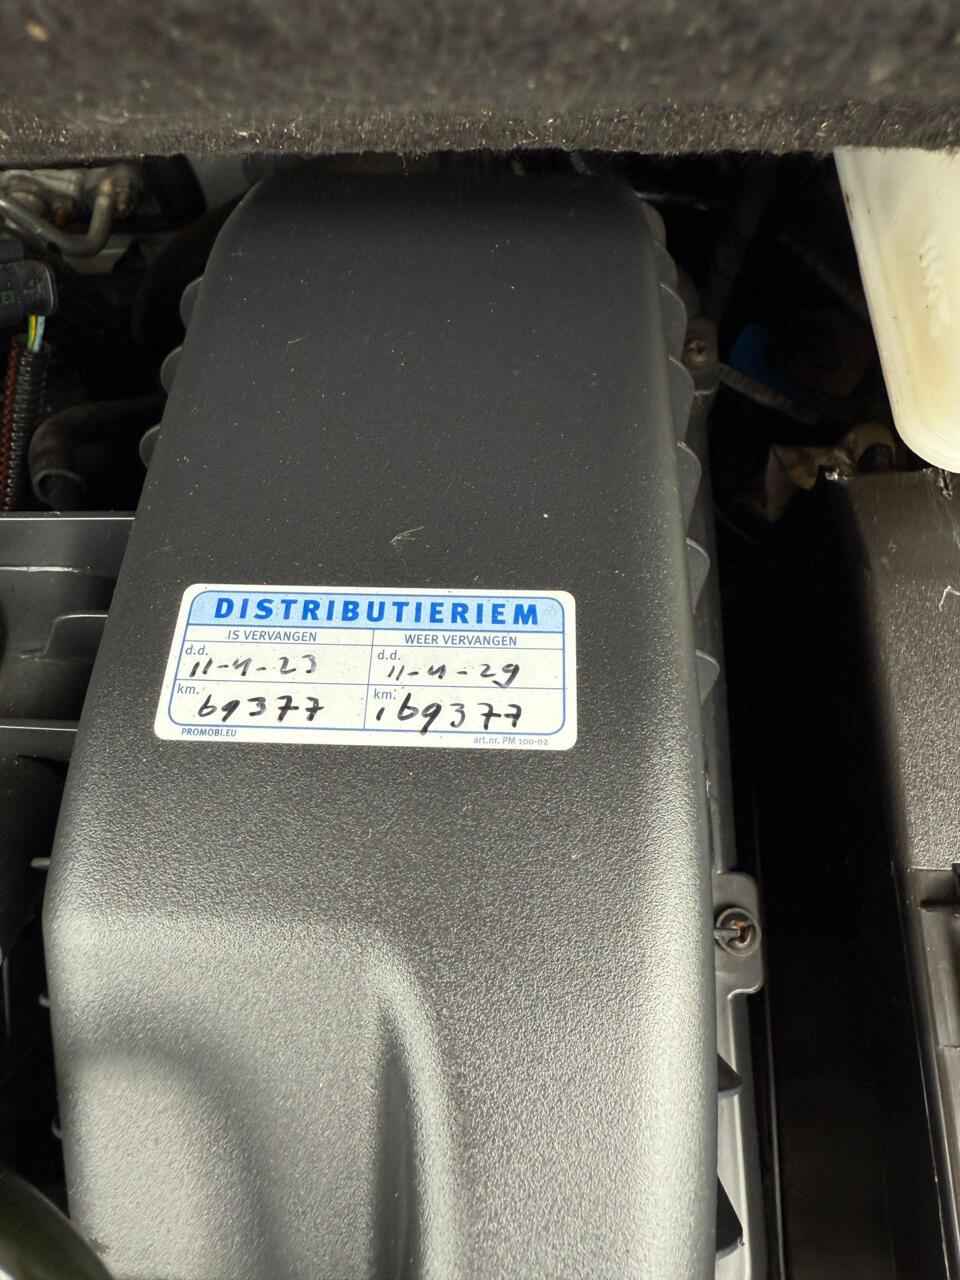 DISTRIBUTIERIEM
IS VERVANGEN WEER VERVANGEN
d.d. 11-4-23 d.d. 11-4-29
km. 69377 km. 169377
PROMOBI.EU art.nr. PM 100-02